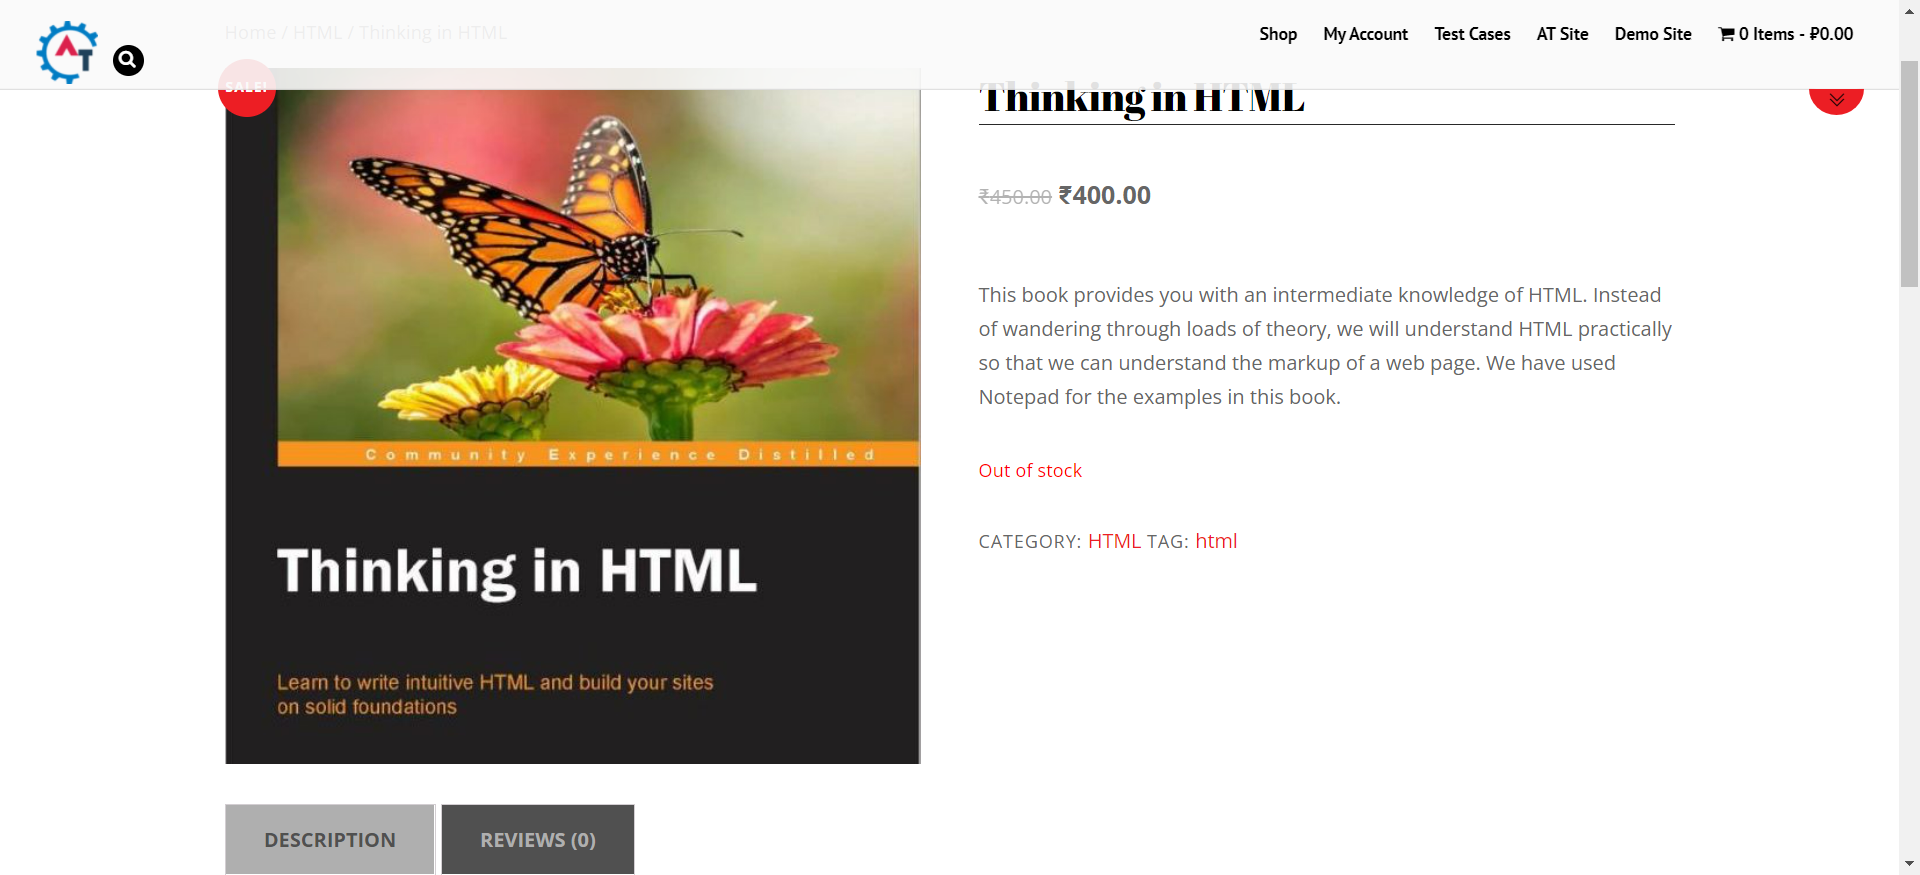 Home / HTML / Thinking in HTML
AT
Shop My Account Test Cases AT Site Demo Site 0 Items - ₽0.00
SALE!
Thinking in HTML
₹450.00 ₹400.00
This book provides you with an intermediate knowledge of HTML. Instead
of wandering through loads of theory, we will understand HTML practically
so that we can understand the markup of a web page. We have used
Notepad for the examples in this book.
Out of stock
CATEGORY: HTML TAG: html
Community Experience Distilled
Thinking in HTML
Learn to write intuitive HTML and build your sites
on solid foundations
DESCRIPTION REVIEWS (0)